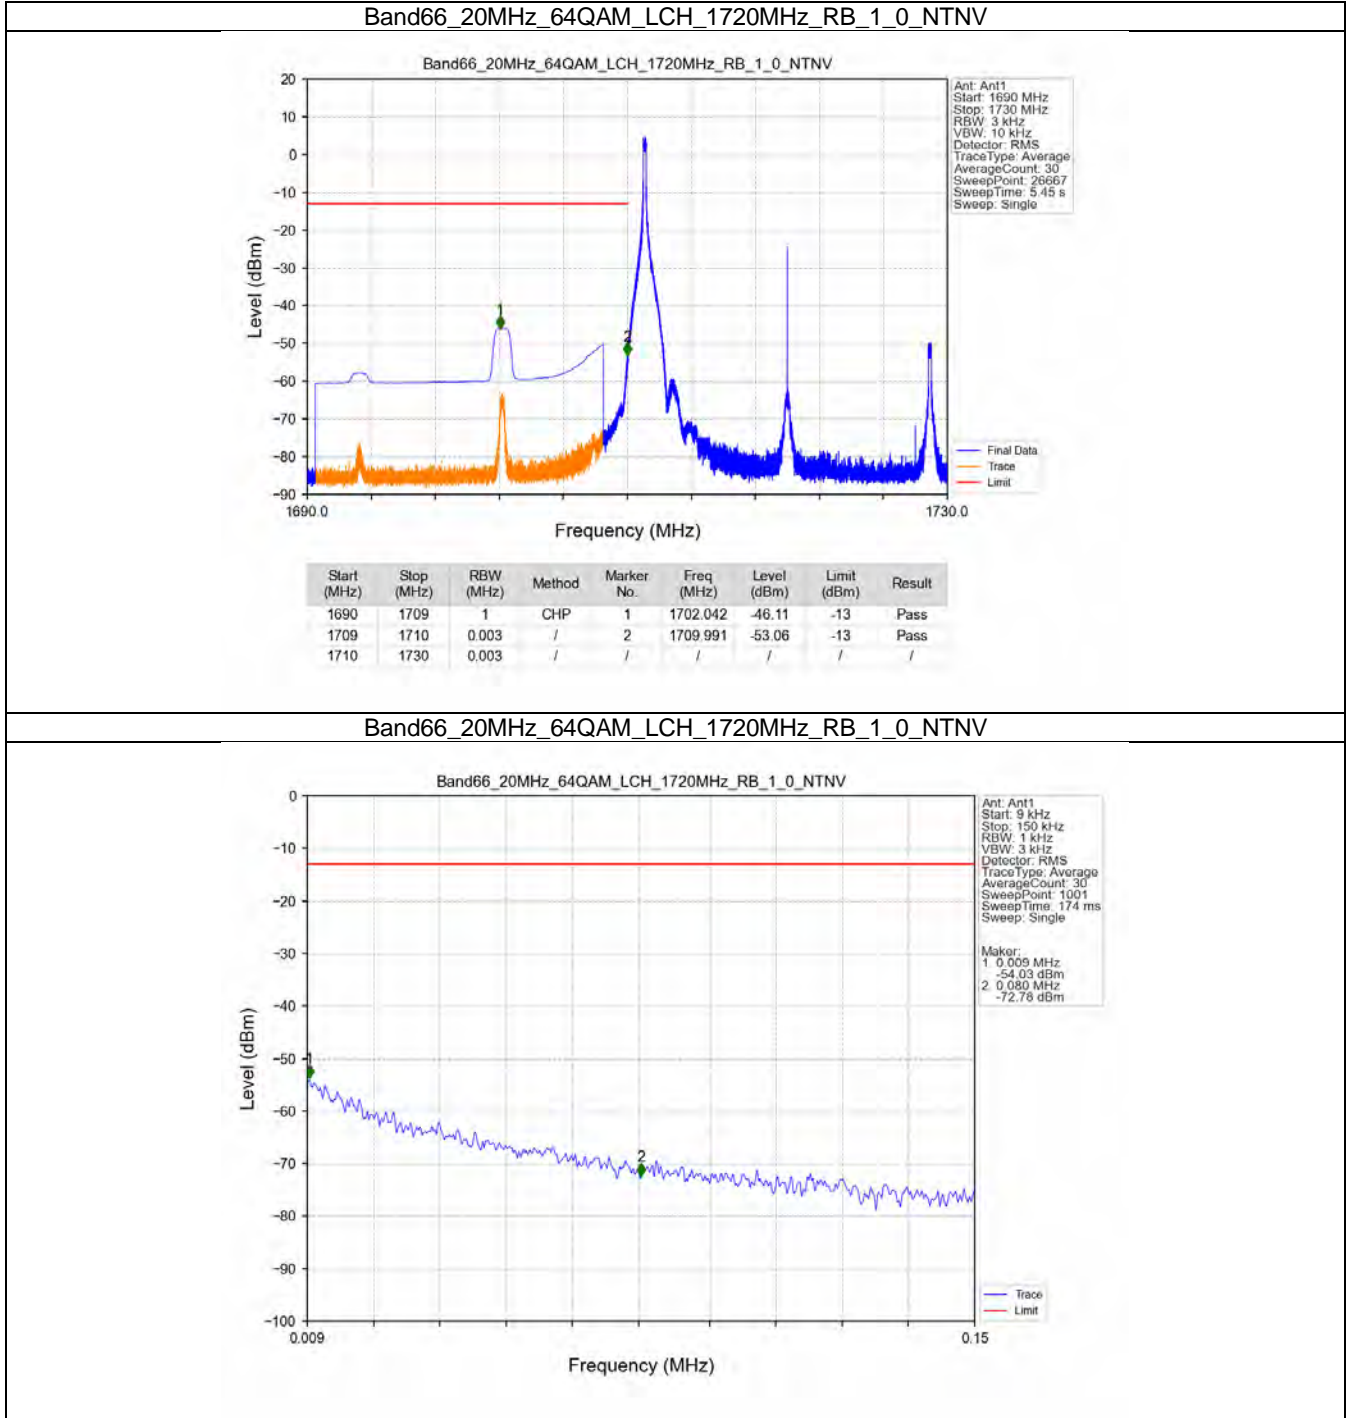 Band66_20MHz_64QAM_LCH_1720MHz_RB_1_0_NTNV
Band66_20MHz_64QAM_LCH_1720MHz_RB_1_0_NTNV
20
10
0
−10
−20
−30
−40
−50
−60
−70
−80
−90
Level (dBm)
1
2
1690.0
1730.0
Frequency (MHz)
Ant: Ant1
Start: 1690 MHz
Stop: 1730 MHz
RBW: 3 kHz
VBW: 10 kHz
Detector: RMS
TraceType: Average
AverageCount: 30
SweepPoint: 26667
SweepTime: 5.45 s
Sweep: Single
Final Data
Trace
Limit
Start (MHz) Stop (MHz) RBW (MHz) Method Marker No. Freq (MHz) Level (dBm) Limit (dBm) Result
1690 1709 1 CHP 1 1702.042 -46.11 -13 Pass
1709 1710 0.003 / 2 1709.991 -53.06 -13 Pass
1710 1730 0.003 / / / / / /
Band66_20MHz_64QAM_LCH_1720MHz_RB_1_0_NTNV
Band66_20MHz_64QAM_LCH_1720MHz_RB_1_0_NTNV
0
−10
−20
−30
−40
−50
−60
−70
−80
−90
−100
Level (dBm)
1
2
0.009
0.15
Frequency (MHz)
Ant: Ant1
Start: 9 kHz
Stop: 150 kHz
RBW: 1 kHz
VBW: 3 kHz
Detector: RMS
TraceType: Average
AverageCount: 30
SweepPoint: 1001
SweepTime: 174 ms
Sweep: Single
Maker:
1 0.009 MHz
-54.03 dBm
2 0.080 MHz
-72.78 dBm
Trace
Limit